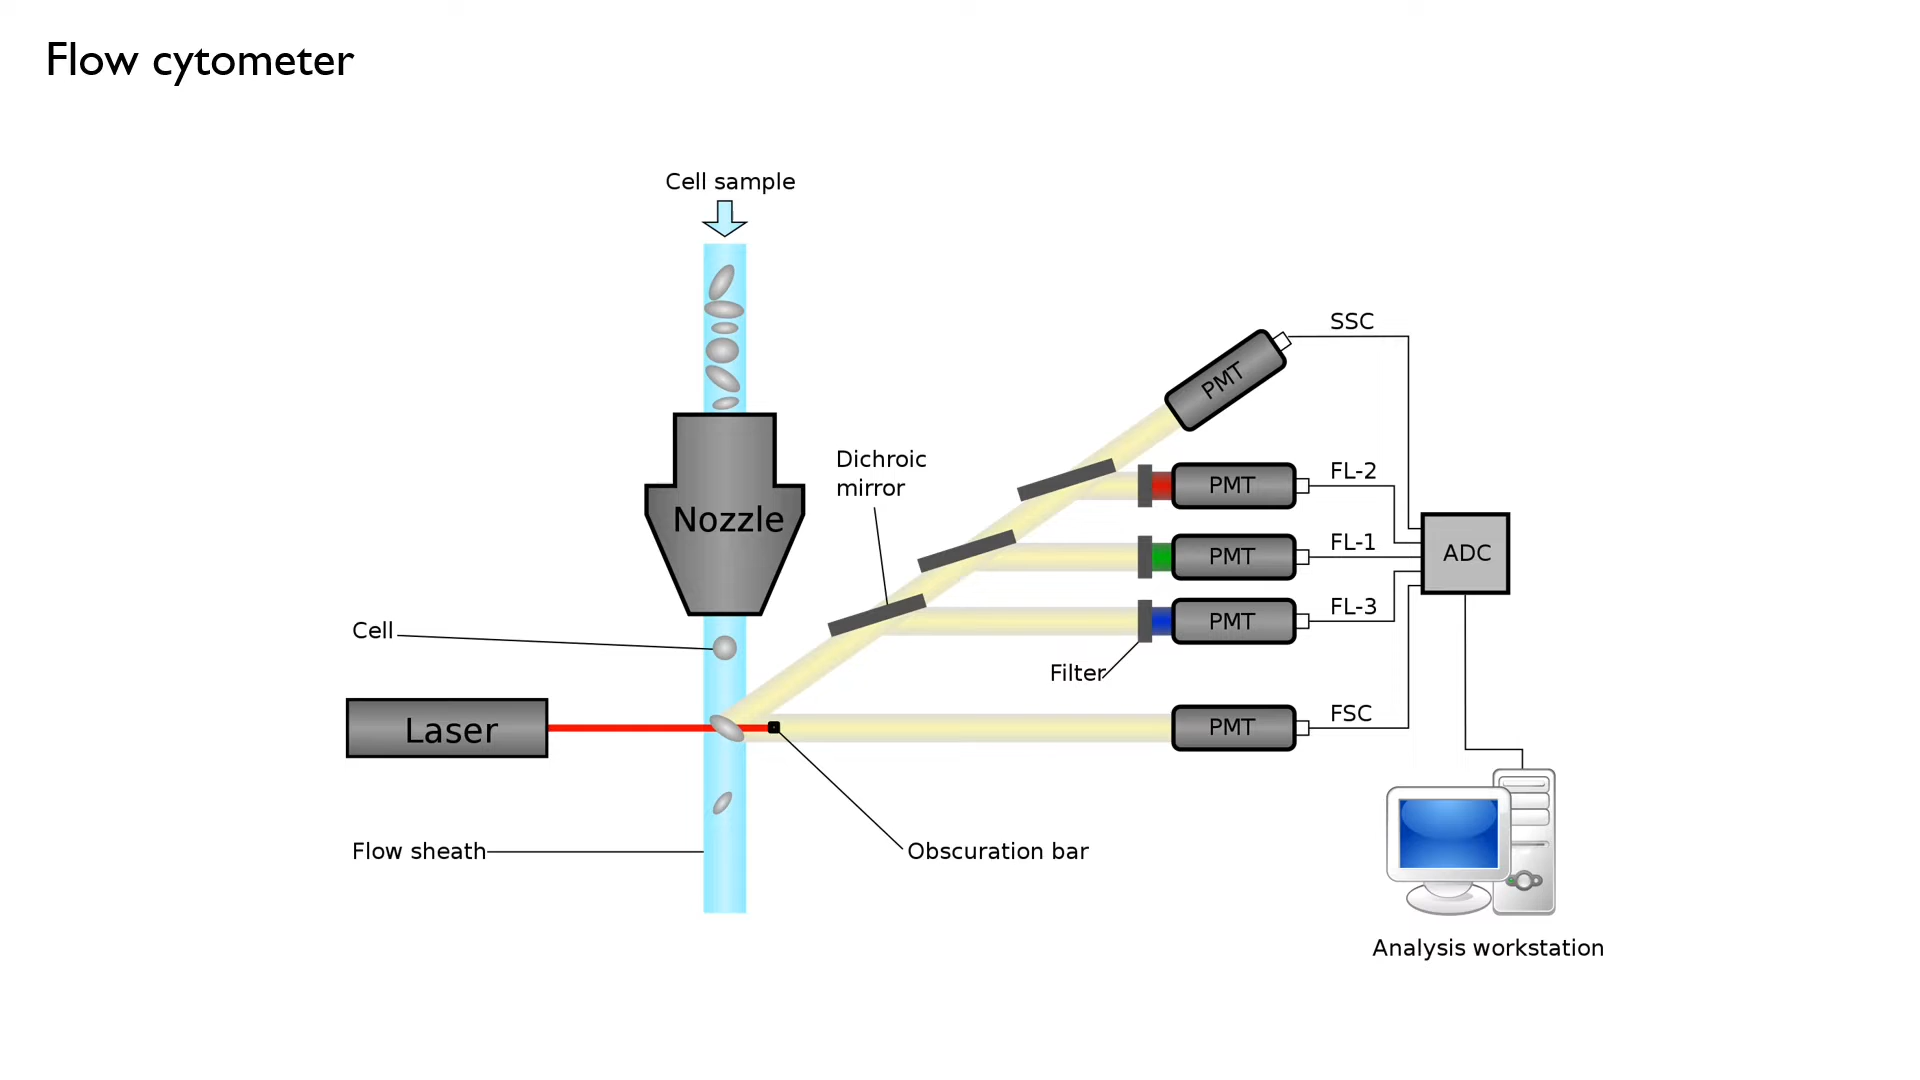 Flow cytometer
Cell sample
SSC
PMT
Dichroic
mirror
FL-2
PMT
Nozzle
FL-1
PMT
ADC
FL-3
PMT
Cell
Filter
Laser
FSC
PMT
Flow sheath
Obscuration bar
Analysis workstation